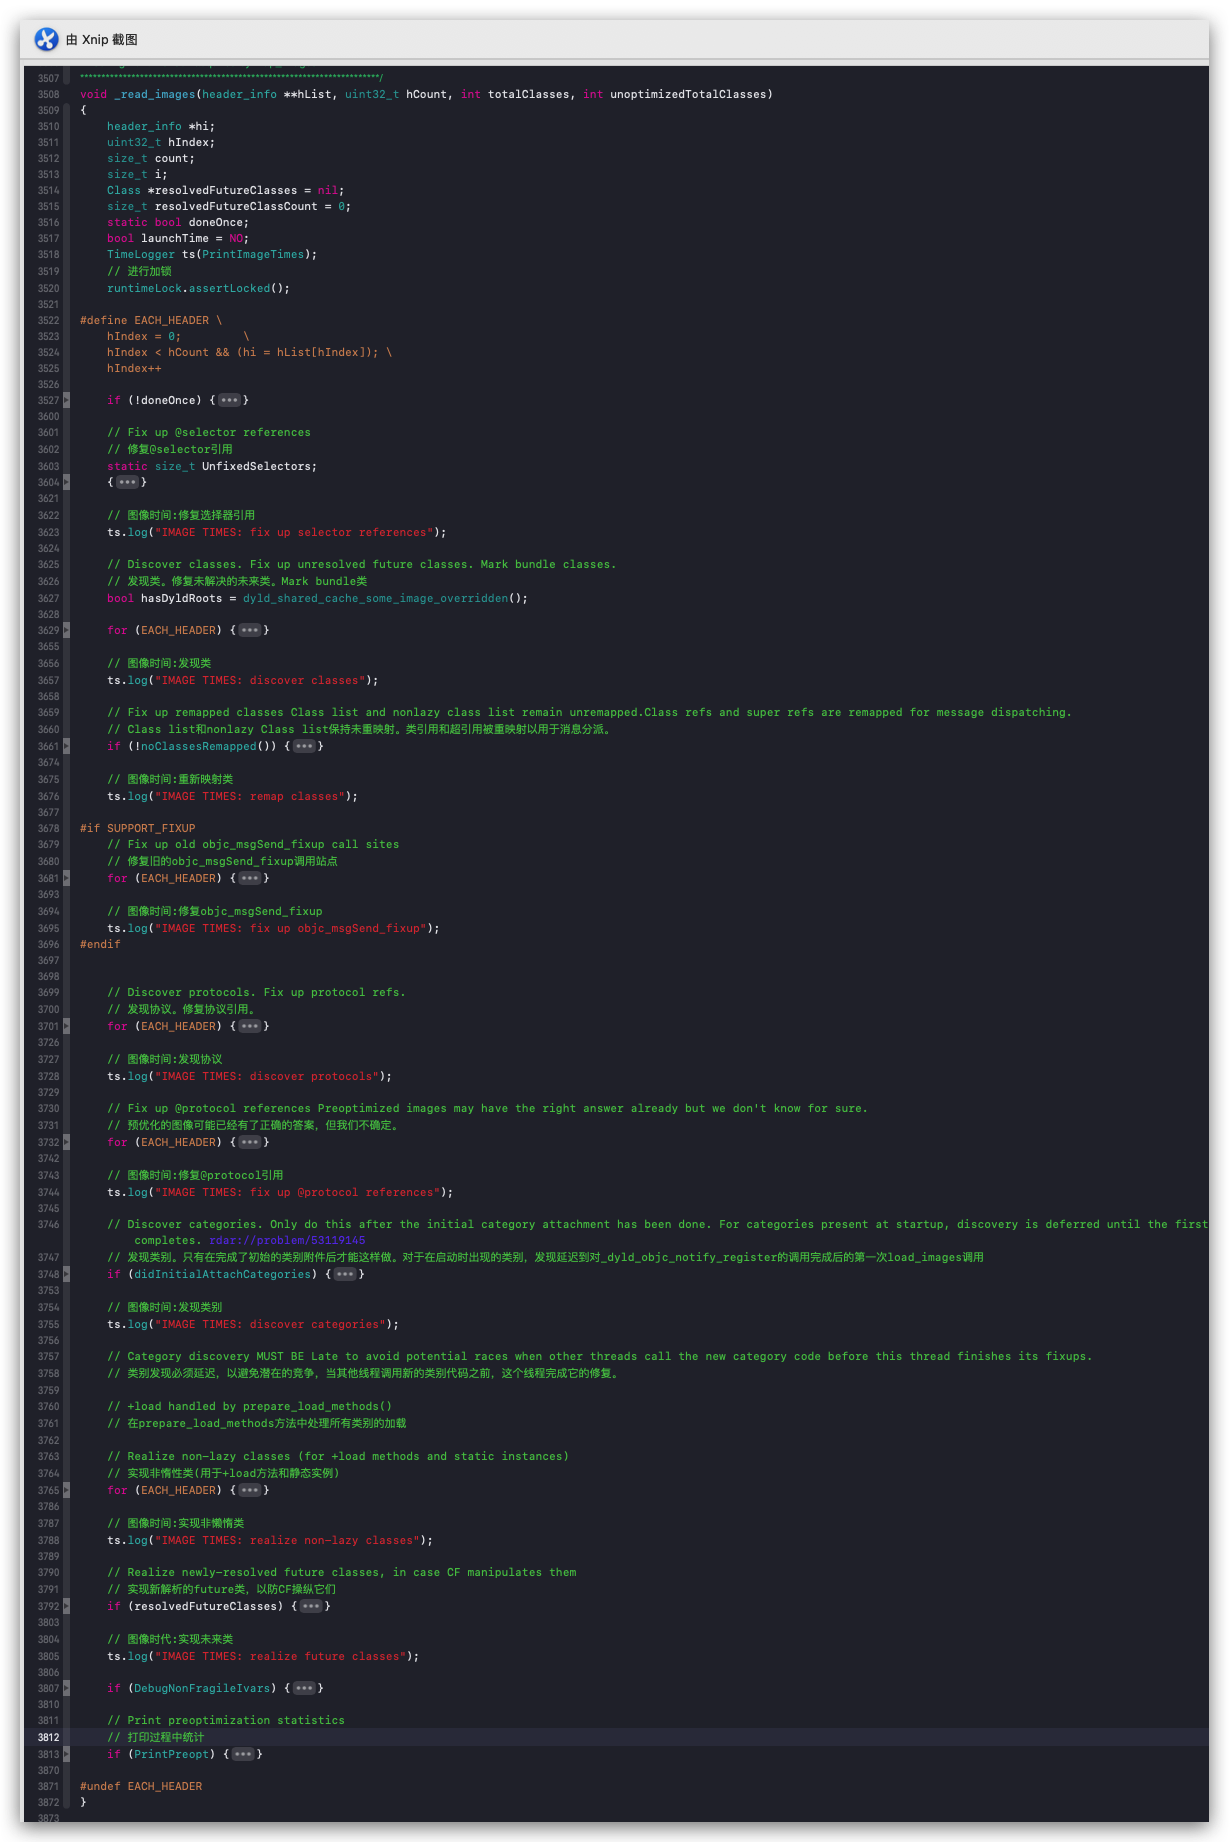 由 Xnip 截图
3507 **********************************************************************/
3508 void _read_images(header_info **hList, uint32_t hCount, int totalClasses, int unoptimizedTotalClasses)
3509 {
3510 header_info *hi;
3511 uint32_t hIndex;
3512 size_t count;
3513 size_t i;
3514 Class *resolvedFutureClasses = nil;
3515 size_t resolvedFutureClassCount = 0;
3516 static bool doneOnce;
3517 bool launchTime = NO;
3518 TimeLogger ts(PrintImageTimes);
3519 // 进行加锁
3520 runtimeLock.assertLocked();
3521
3522 #define EACH_HEADER \
3523 hIndex = 0; \
3524 hIndex < hCount && (hi = hList[hIndex]); \
3525 hIndex++
3526
3527 if (!doneOnce) {•••}
3600
3601 // Fix up @selector references
3602 // 修复@selector引用
3603 static size_t UnfixedSelectors;
3604 {•••}
3621
3622 // 图像时间:修复选择器引用
3623 ts.log("IMAGE TIMES: fix up selector references");
3624
3625 // Discover classes. Fix up unresolved future classes. Mark bundle classes.
3626 // 发现类。修复未解决的未来类。Mark bundle类
3627 bool hasDyldRoots = dyld_shared_cache_some_image_overridden();
3628
3629 for (EACH_HEADER) {•••}
3655
3656 // 图像时间:发现类
3657 ts.log("IMAGE TIMES: discover classes");
3658
3659 // Fix up remapped classes Class list and nonlazy class list remain unremapped.Class refs and super refs are remapped for message dispatching.
3660 // Class list和nonlazy Class list保持未重映射。类引用和超引用被重映射以用于消息分派。
3661 if (!noClassesRemapped()) {•••}
3674
3675 // 图像时间:重新映射类
3676 ts.log("IMAGE TIMES: remap classes");
3677
3678 #if SUPPORT_FIXUP
3679 // Fix up old objc_msgSend_fixup call sites
3680 // 修复旧的objc_msgSend_fixup调用站点
3681 for (EACH_HEADER) {•••}
3693
3694 // 图像时间:修复objc_msgSend_fixup
3695 ts.log("IMAGE TIMES: fix up objc_msgSend_fixup");
3696 #endif
3697
3698
3699 // Discover protocols. Fix up protocol refs.
3700 // 发现协议。修复协议引用。
3701 for (EACH_HEADER) {•••}
3726
3727 // 图像时间:发现协议
3728 ts.log("IMAGE TIMES: discover protocols");
3729
3730 // Fix up @protocol references Preoptimized images may have the right answer already but we don't know for sure.
3731 // 预优化的图像可能已经有了正确的答案，但我们不确定。
3732 for (EACH_HEADER) {•••}
3742
3743 // 图像时间:修复@protocol引用
3744 ts.log("IMAGE TIMES: fix up @protocol references");
3745
3746 // Discover categories. Only do this after the initial category attachment has been done. For categories present at startup, discovery is deferred until the first
completes. rdar://problem/53119145
3747 // 发现类别。只有在完成了初始的类别附件后才能这样做。对于在启动时出现的类别，发现延迟到对_dyld_objc_notify_register的调用完成后的第一次load_images调用
3748 if (didInitialAttachCategories) {•••}
3753
3754 // 图像时间:发现类别
3755 ts.log("IMAGE TIMES: discover categories");
3756
3757 // Category discovery MUST BE Late to avoid potential races when other threads call the new category code before this thread finishes its fixups.
3758 // 类别发现必须延迟，以避免潜在的竞争，当其他线程调用新的类别代码之前，这个线程完成它的修复。
3759
3760 // +load handled by prepare_load_methods()
3761 // 在prepare_load_methods方法中处理所有类别的加载
3762
3763 // Realize non-lazy classes (for +load methods and static instances)
3764 // 实现非惰性类(用于+load方法和静态实例)
3765 for (EACH_HEADER) {•••}
3786
3787 // 图像时间:实现非懒惰类
3788 ts.log("IMAGE TIMES: realize non-lazy classes");
3789
3790 // Realize newly-resolved future classes, in case CF manipulates them
3791 // 实现新解析的future类，以防CF操纵它们
3792 if (resolvedFutureClasses) {•••}
3803
3804 // 图像时代:实现未来类
3805 ts.log("IMAGE TIMES: realize future classes");
3806
3807 if (DebugNonFragileIvars) {•••}
3810
3811 // Print preoptimization statistics
3812 // 打印过程中统计
3813 if (PrintPreopt) {•••}
3870
3871 #undef EACH_HEADER
3872 }
3873